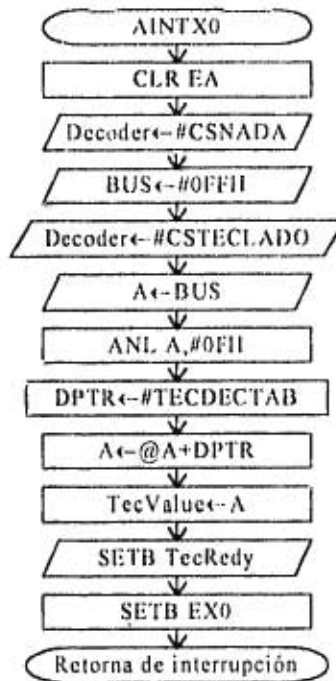 AINTX0
CLR EA
Decoder←#CSNADA
BUS←#0FFH
Decoder←#CSTECLADO
A←BUS
ANL A,#0FH
DPTR←#TECDECTAB
A←@A+DPTR
TecValue←A
SETB TecRedy
SETB EX0
Retorna de interrupción